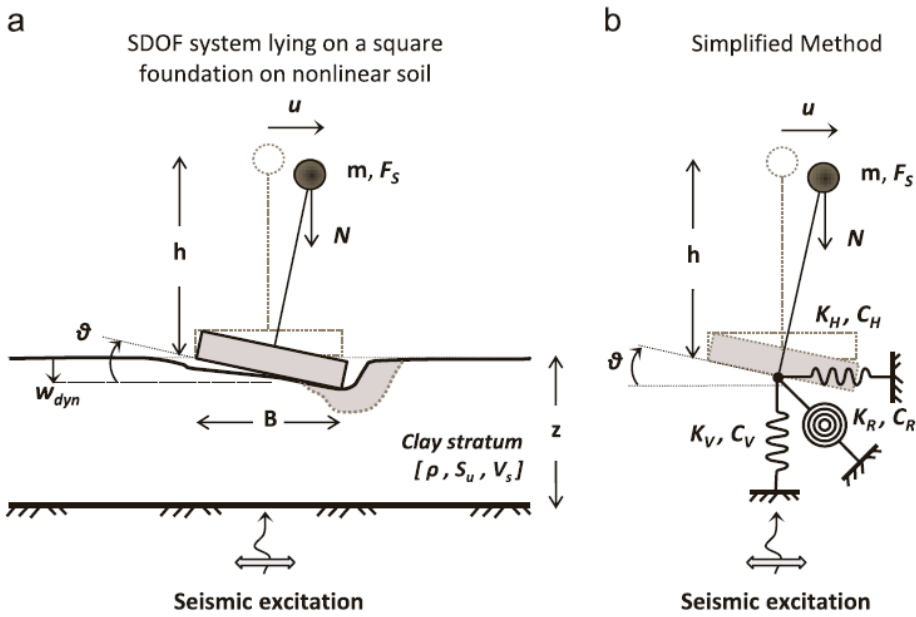 a
SDOF system lying on a square
foundation on nonlinear soil
u
m, F_S
N
h
ϑ
w_dyn
B
z
Clay stratum
[ ρ , S_u , V_s ]
Seismic excitation
b
Simplified Method
u
m, F_S
N
h
K_H , C_H
ϑ
K_R , C_R
K_V , C_V
Seismic excitation